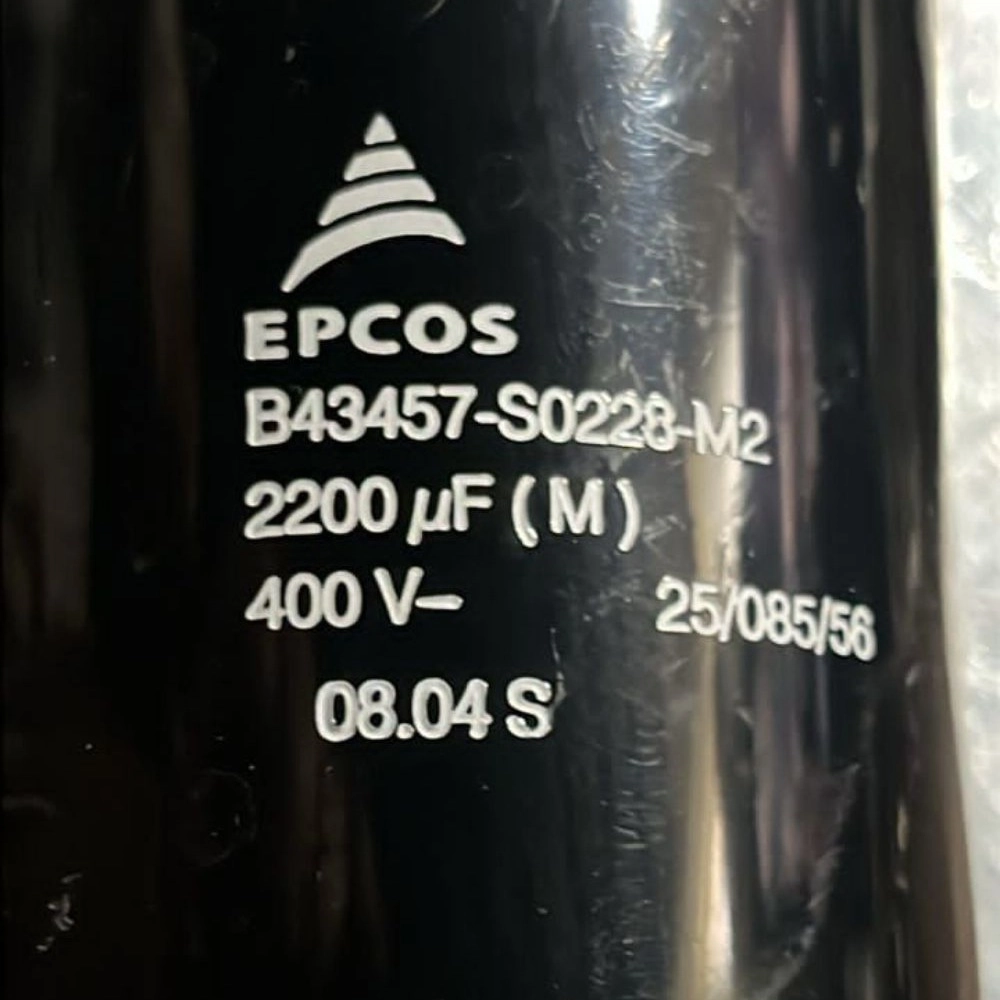 EPCOS
B43457-S0228-M2
2200 µF (M)
400 V– 25/085/56
08.04 S